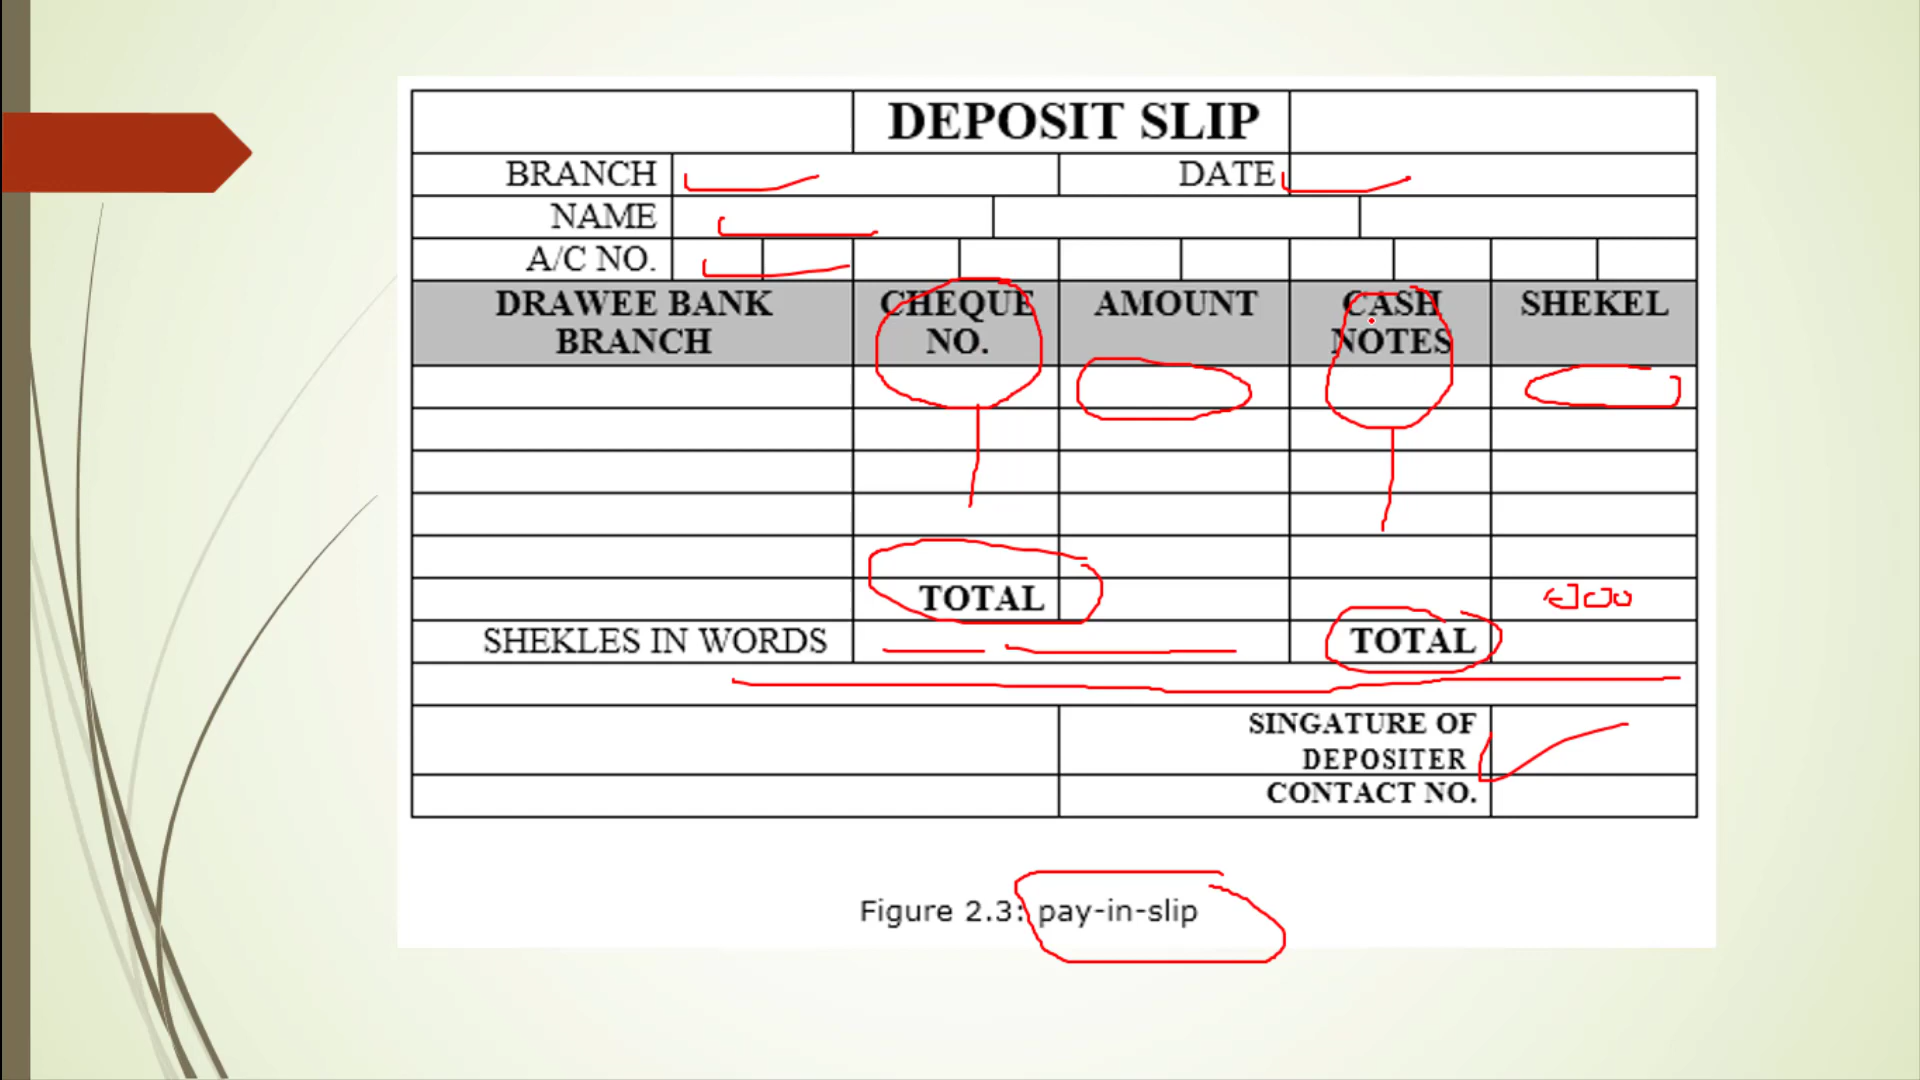 DEPOSIT SLIP
BRANCH DATE
NAME
A/C NO.
DRAWEE BANK BRANCH CHEQUE NO. AMOUNT CASH NOTES SHEKEL
TOTAL
SHEKLES IN WORDS TOTAL
SINGATURE OF
DEPOSITER
CONTACT NO.
Figure 2.3: pay-in-slip